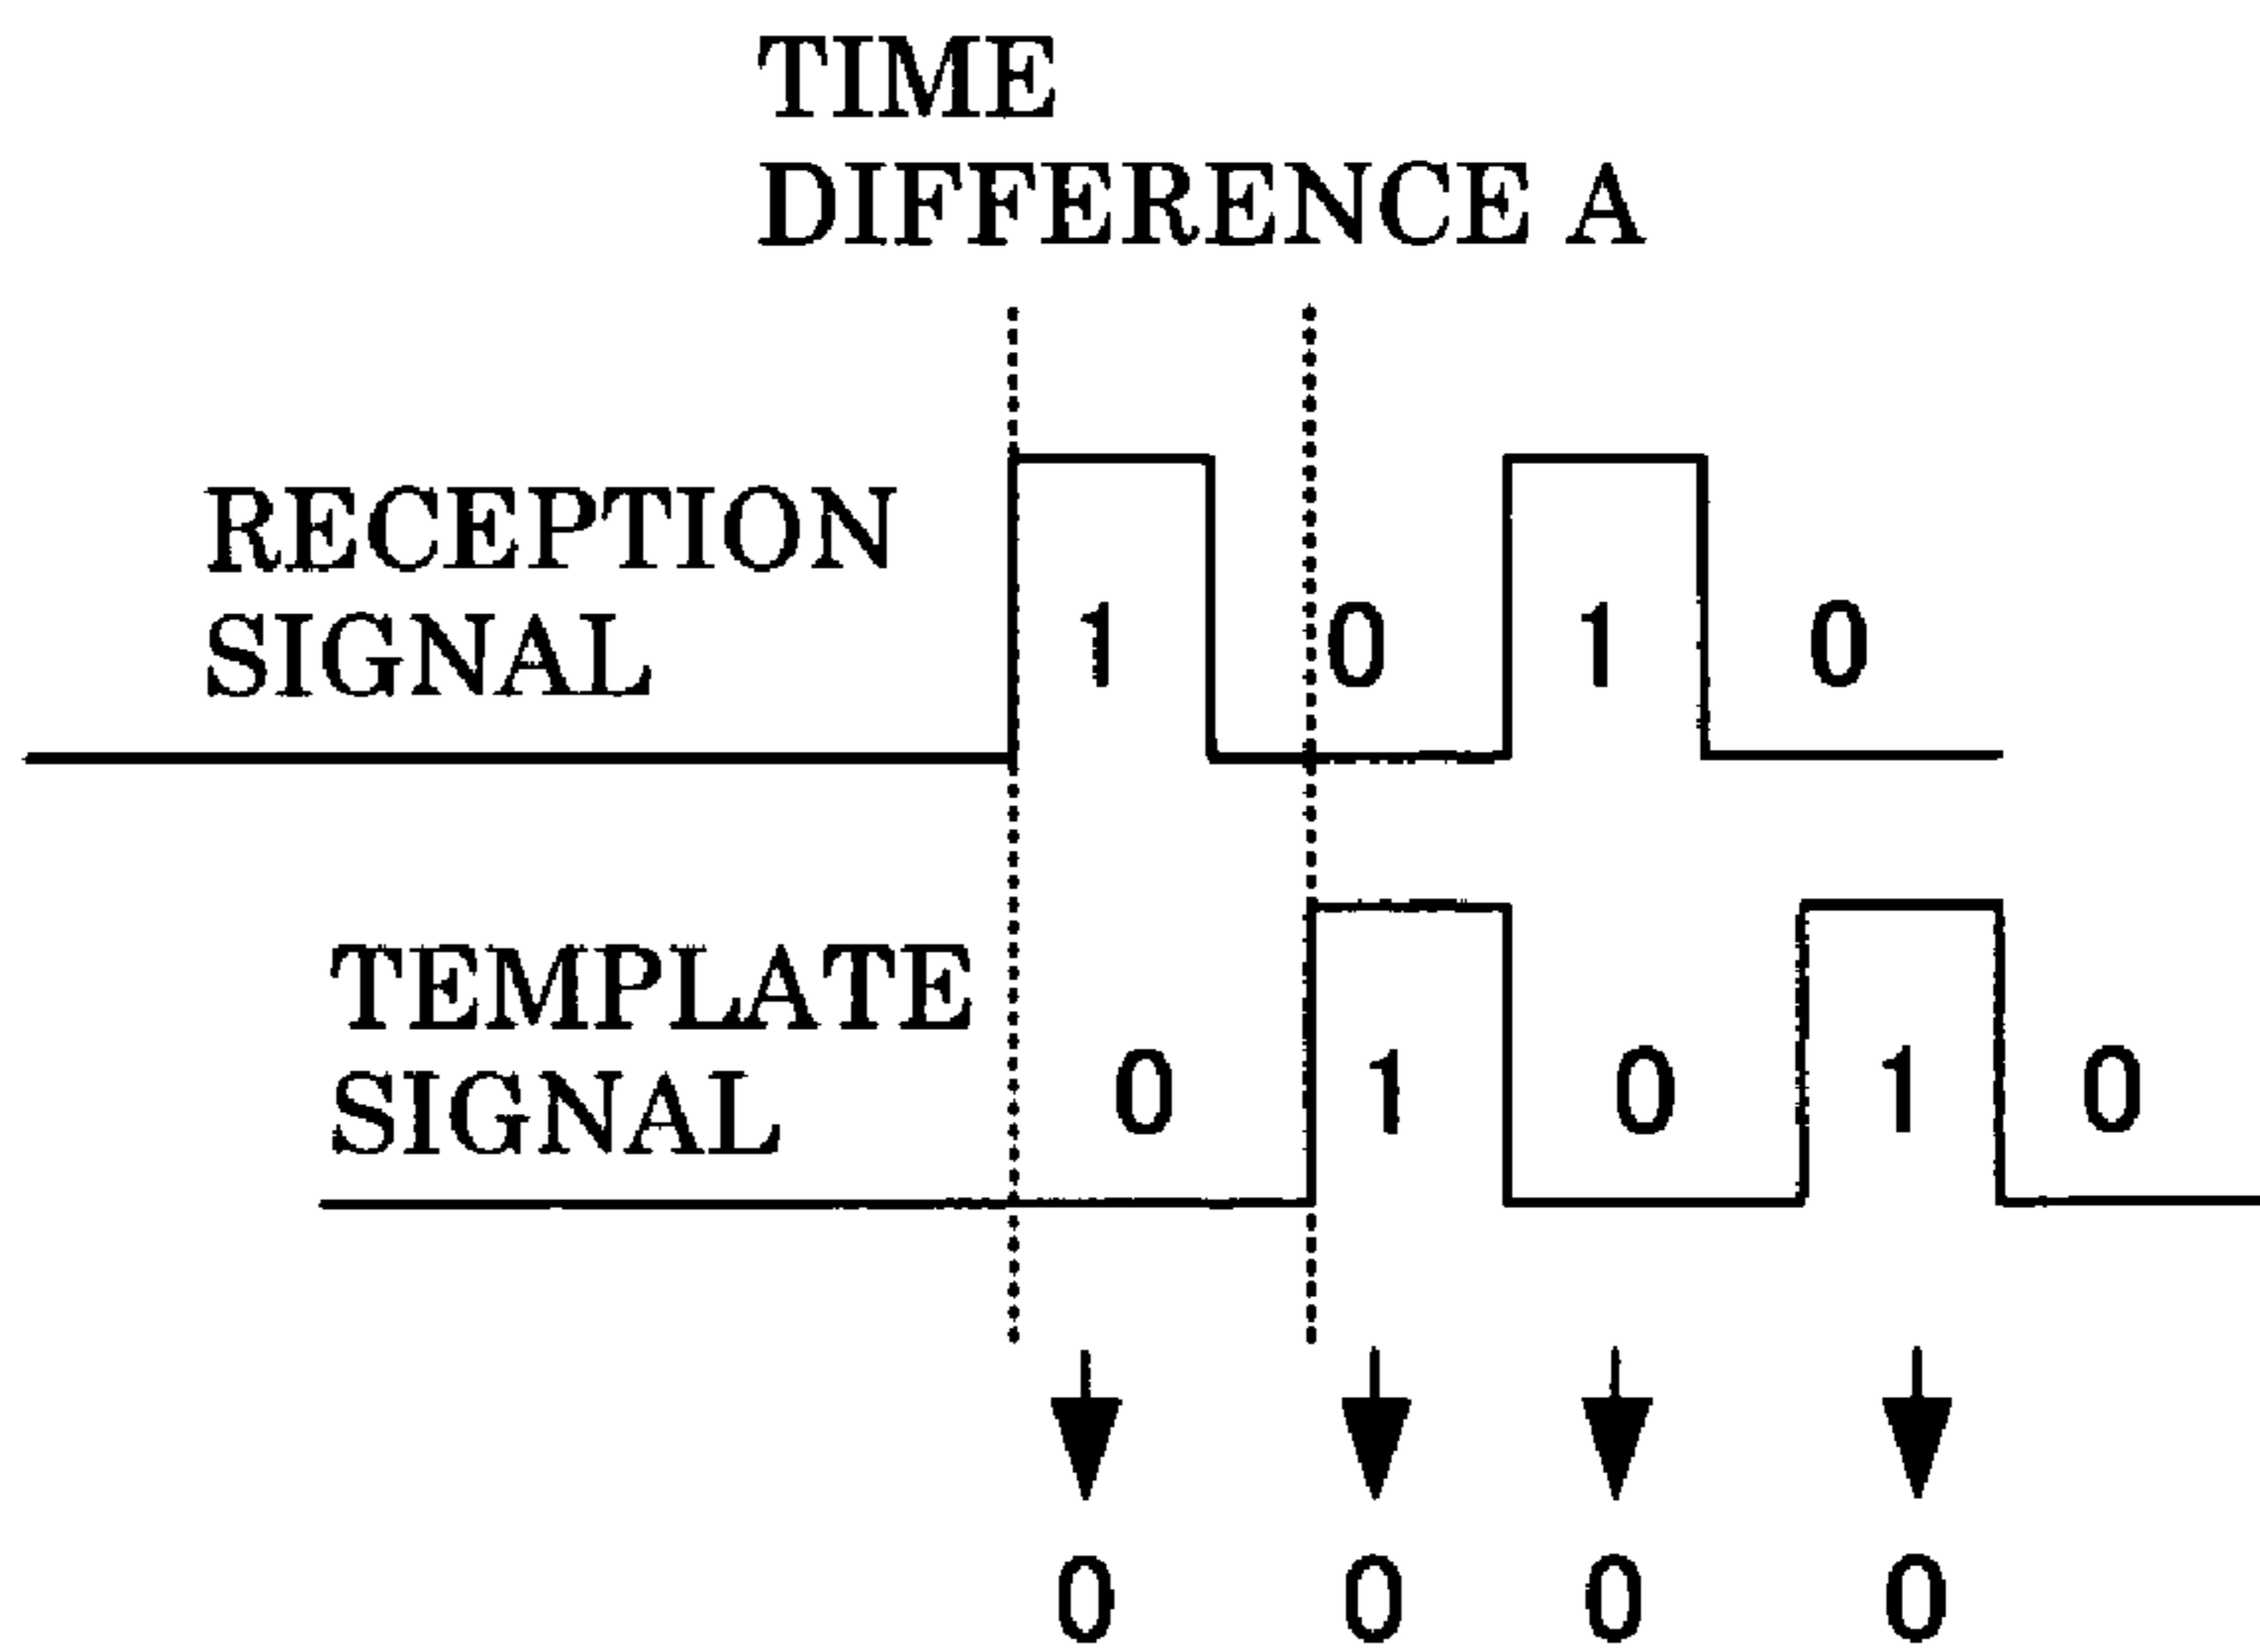 TIME
DIFFERENCE A
RECEPTION
SIGNAL
1 0 1 0
TEMPLATE
SIGNAL
0 1 0 1 0
0 0 0 0